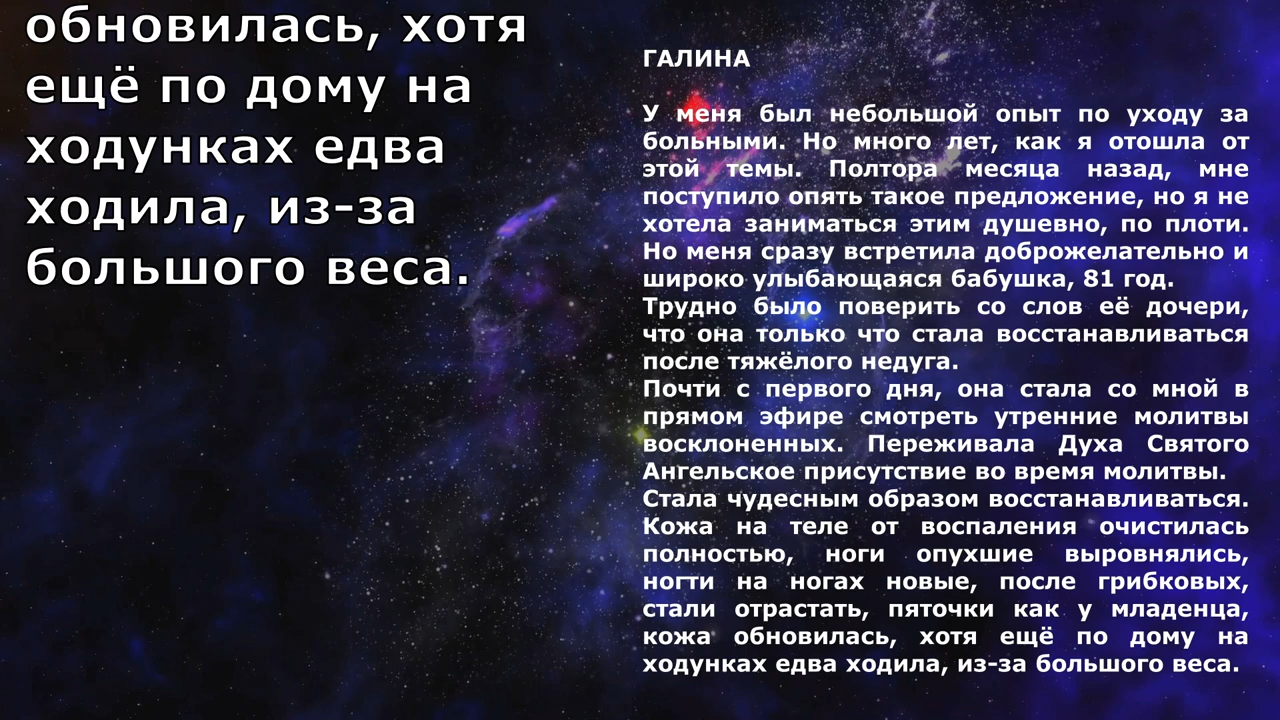 обновилась, хотя
ещё по дому на
ходунках едва
ходила, из-за
большого веса.
ГАЛИНА
У меня был небольшой опыт по уходу за
больными. Но много лет, как я отошла от
этой темы. Полтора месяца назад, мне
поступило опять такое предложение, но я не
хотела заниматься этим душевно, по плоти.
Но меня сразу встретила доброжелательно и
широко улыбающаяся бабушка, 81 год.
Трудно было поверить со слов её дочери,
что она только что стала восстанавливаться
после тяжёлого недуга.
Почти с первого дня, она стала со мной в
прямом эфире смотреть утренние молитвы
восклоненных. Переживала Духа Святого
Ангельское присутствие во время молитвы.
Стала чудесным образом восстанавливаться.
Кожа на теле от воспаления очистилась
полностью, ноги опухшие выровнялись,
ногти на ногах новые, после грибковых,
стали отрастать, пяточки как у младенца,
кожа обновилась, хотя ещё по дому на
ходунках едва ходила, из-за большого веса.